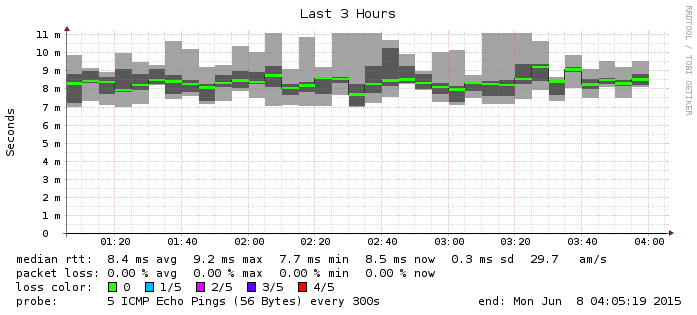 Last 3 Hours
RRDTOOL / TOBI OETIKER
Seconds
11 m
10 m
9 m
8 m
7 m
6 m
5 m
4 m
3 m
2 m
1 m
0
01:20 01:40 02:00 02:20 02:40 03:00 03:20 03:40 04:00
median rtt: 8.4 ms avg 9.2 ms max 7.7 ms min 8.5 ms now 0.3 ms sd 29.7 am/s
packet loss: 0.00 % avg 0.00 % max 0.00 % min 0.00 % now
loss color: 0 1/5 2/5 3/5 4/5
probe: 5 ICMP Echo Pings (56 Bytes) every 300s end: Mon Jun 8 04:05:19 2015